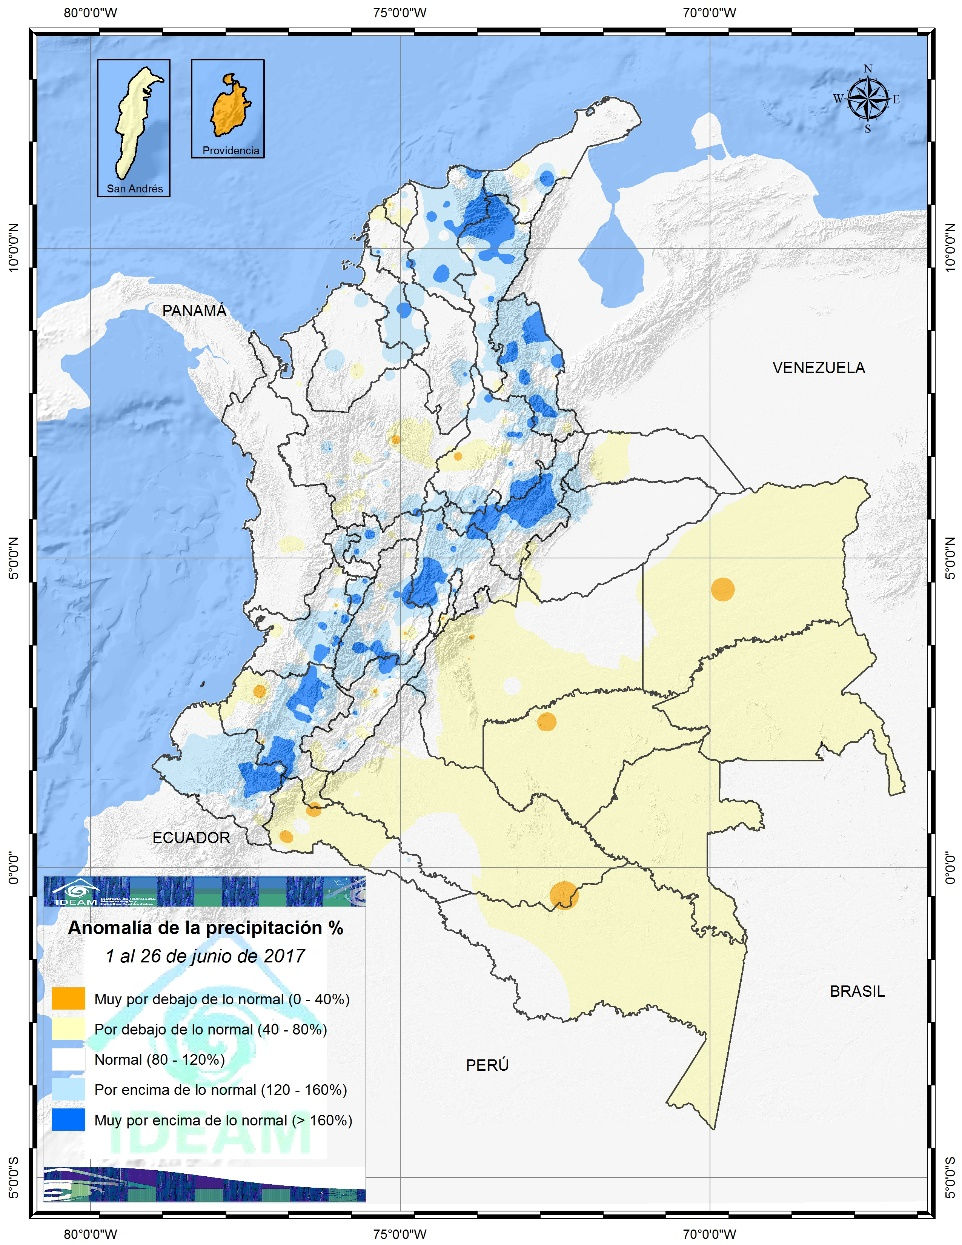 80°0'0"W
75°0'0"W
70°0'0"W
N
W
E
S
San Andrés
Providencia
10°0'0"N
10°0'0"N
PANAMÁ
VENEZUELA
5°0'0"N
5°0'0"N
ECUADOR
0°0'0"
0°0'0"
IDEAM
Anomalía de la precipitación %
1 al 26 de junio de 2017
Muy por debajo de lo normal (0 - 40%)
Por debajo de lo normal (40 - 80%)
Normal (80 - 120%)
Por encima de lo normal (120 - 160%)
Muy por encima de lo normal (> 160%)
IDEAM
BRASIL
PERÚ
5°0'0"S
5°0'0"S
80°0'0"W
75°0'0"W
70°0'0"W